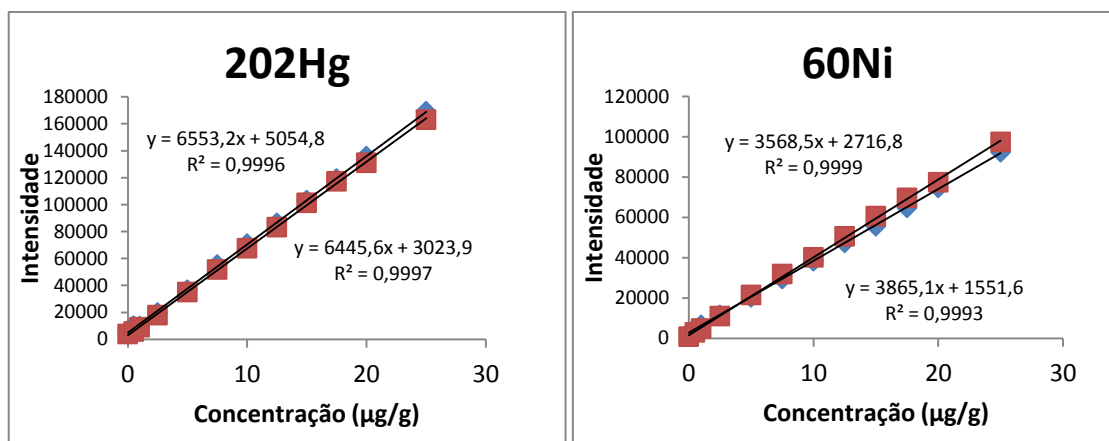 202Hg
Intensidade
180000
160000
140000
120000
100000
80000
60000
40000
20000
0
y = 6553,2x + 5054,8
R² = 0,9996
y = 6445,6x + 3023,9
R² = 0,9997
0 10 20 30
Concentração (µg/g)
60Ni
Intensidade
120000
100000
80000
60000
40000
20000
0
y = 3568,5x + 2716,8
R² = 0,9999
y = 3865,1x + 1551,6
R² = 0,9993
0 10 20 30
Concentração (µg/g)